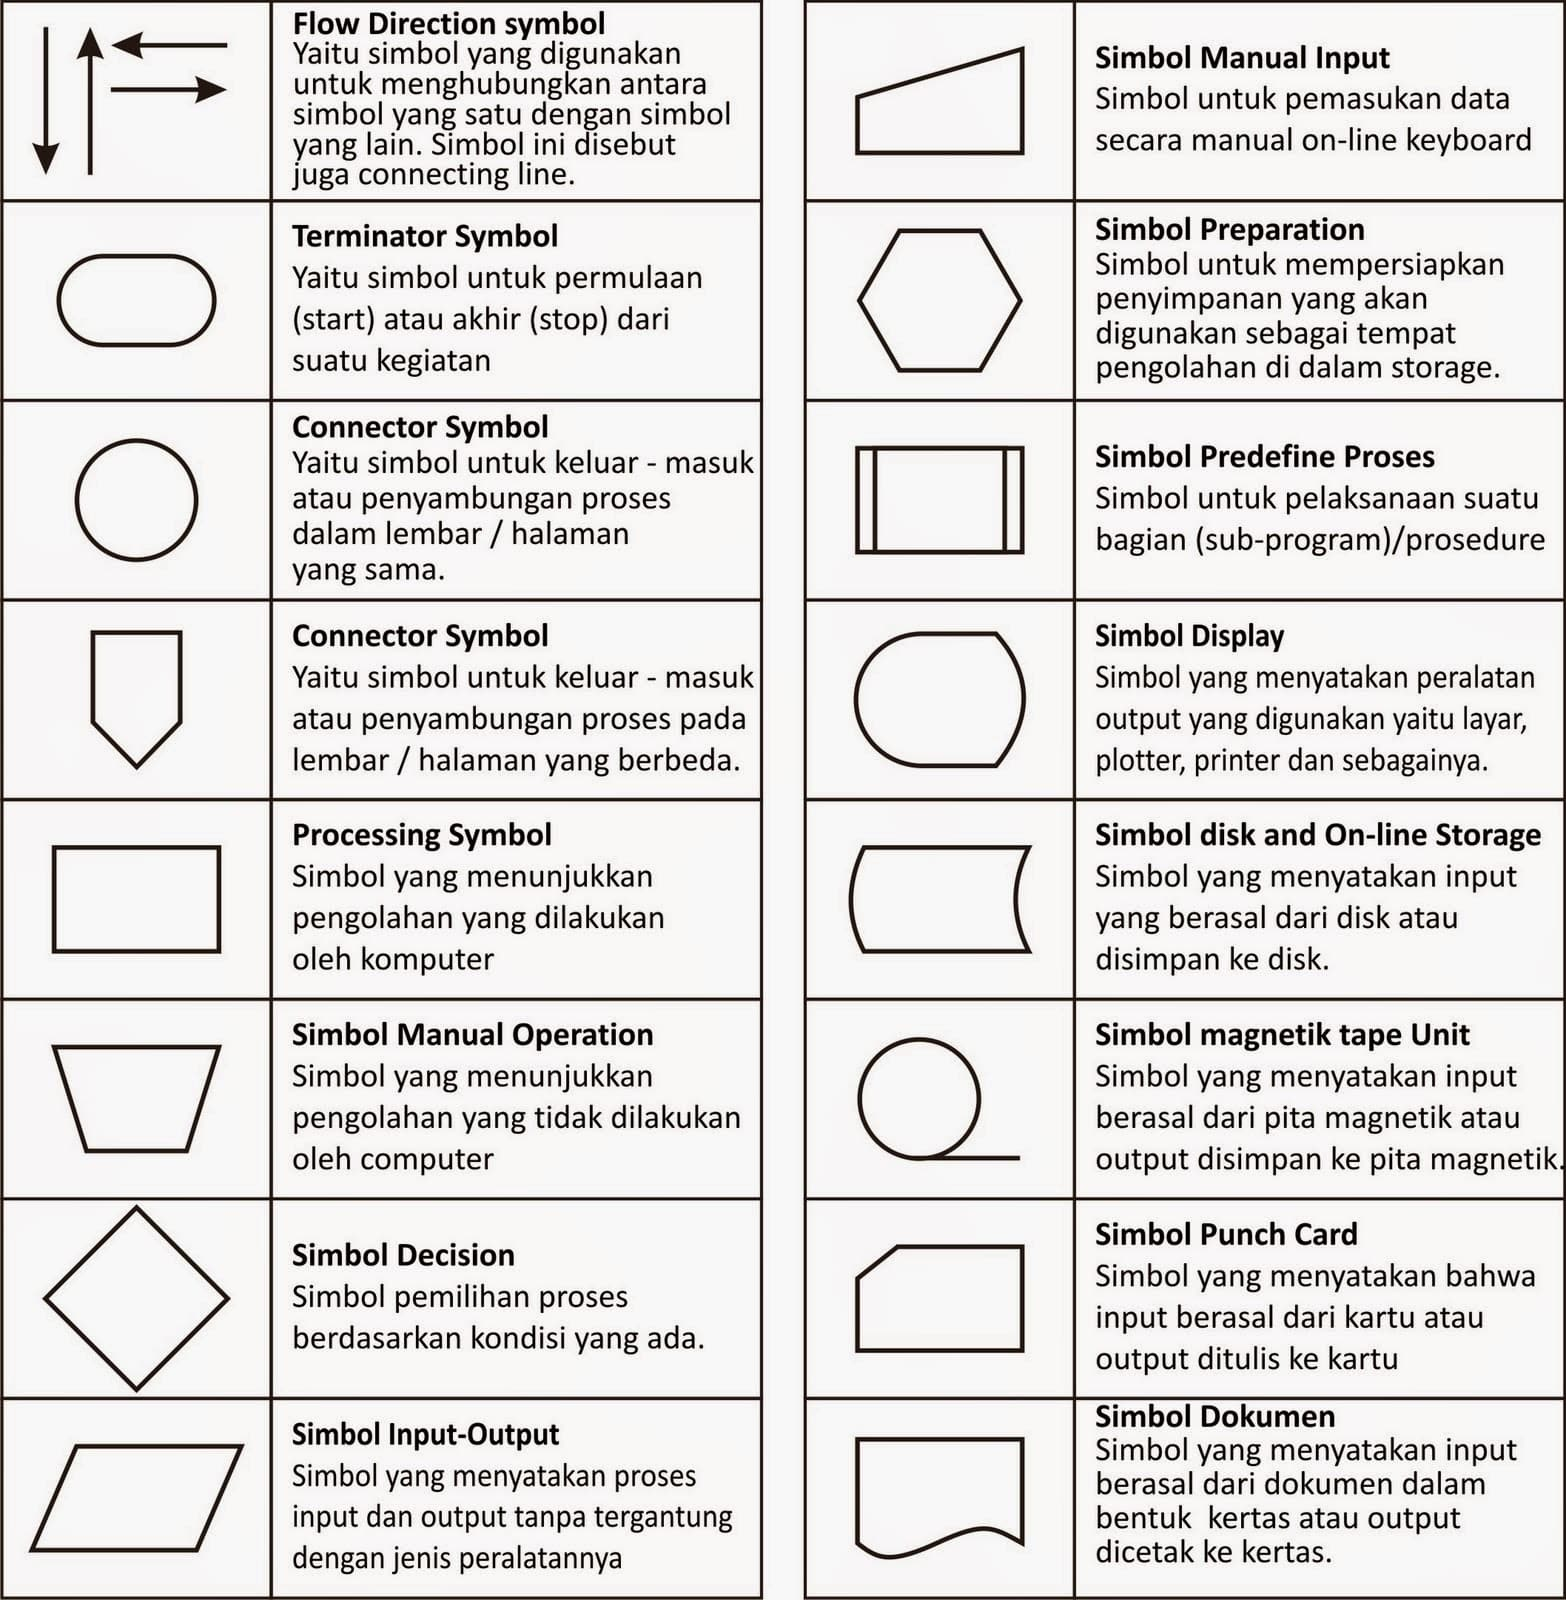 Flow Direction symbol
Yaitu simbol yang digunakan
untuk menghubungkan antara
simbol yang satu dengan simbol
yang lain. Simbol ini disebut
juga connecting line.
Terminator Symbol
Yaitu simbol untuk permulaan
(start) atau akhir (stop) dari
suatu kegiatan
Connector Symbol
Yaitu simbol untuk keluar - masuk
atau penyambungan proses
dalam lembar / halaman
yang sama.
Connector Symbol
Yaitu simbol untuk keluar - masuk
atau penyambungan proses pada
lembar / halaman yang berbeda.
Processing Symbol
Simbol yang menunjukkan
pengolahan yang dilakukan
oleh komputer
Simbol Manual Operation
Simbol yang menunjukkan
pengolahan yang tidak dilakukan
oleh computer
Simbol Decision
Simbol pemilihan proses
berdasarkan kondisi yang ada.
Simbol Input-Output
Simbol yang menyatakan proses
input dan output tanpa tergantung
dengan jenis peralatannya
Simbol Manual Input
Simbol untuk pemasukan data
secara manual on-line keyboard
Simbol Preparation
Simbol untuk mempersiapkan
penyimpanan yang akan
digunakan sebagai tempat
pengolahan di dalam storage.
Simbol Predefine Proses
Simbol untuk pelaksanaan suatu
bagian (sub-program)/prosedure
Simbol Display
Simbol yang menyatakan peralatan
output yang digunakan yaitu layar,
plotter, printer dan sebagainya.
Simbol disk and On-line Storage
Simbol yang menyatakan input
yang berasal dari disk atau
disimpan ke disk.
Simbol magnetik tape Unit
Simbol yang menyatakan input
berasal dari pita magnetik atau
output disimpan ke pita magnetik.
Simbol Punch Card
Simbol yang menyatakan bahwa
input berasal dari kartu atau
output ditulis ke kartu
Simbol Dokumen
Simbol yang menyatakan input
berasal dari dokumen dalam
bentuk  kertas atau output
dicetak ke kertas.